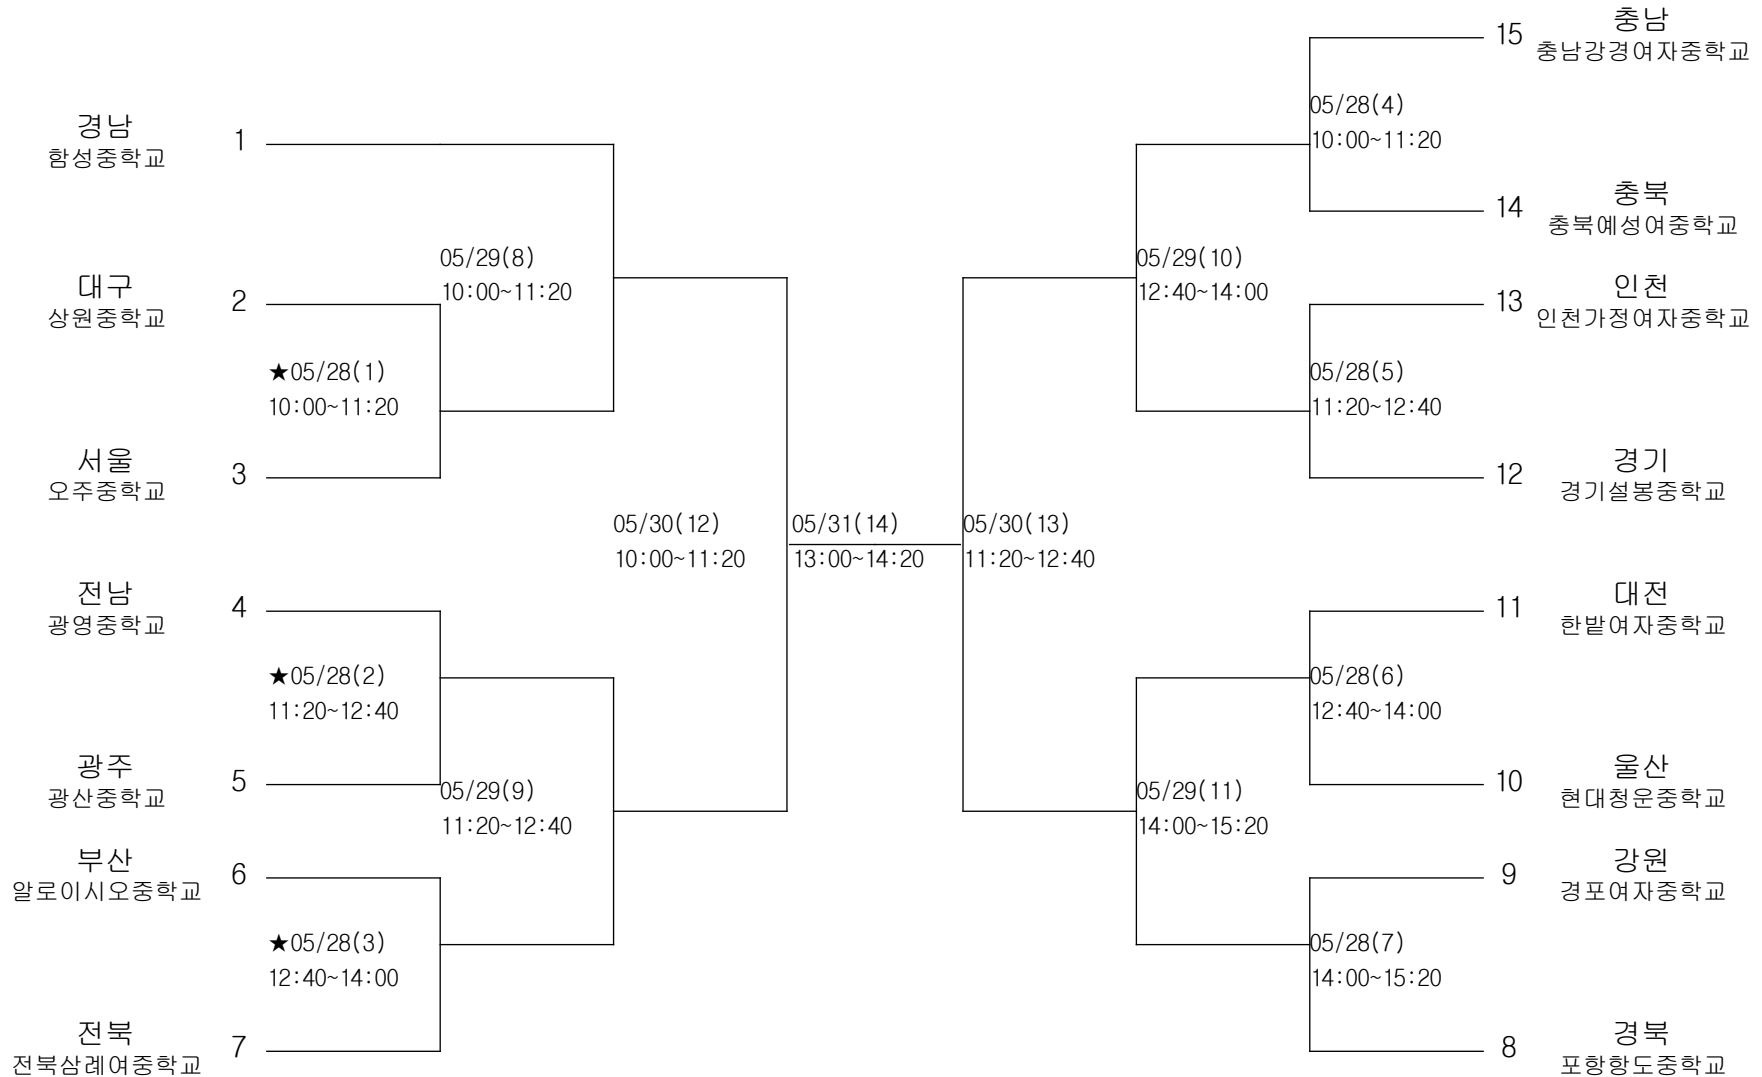 경남
함성중학교
1
대구
상원중학교
2
★05/28(1)
10:00~11:20
서울
오주중학교
3
05/29(8)
10:00~11:20
전남
광영중학교
4
★05/28(2)
11:20~12:40
광주
광산중학교
5
05/29(9)
11:20~12:40
부산
알로이시오중학교
6
★05/28(3)
12:40~14:00
전북
전북삼례여중학교
7
05/30(12)
10:00~11:20
05/31(14)
13:00~14:20
05/30(13)
11:20~12:40
15
충남
충남강경여자중학교
05/28(4)
10:00~11:20
14
충북
충북예성여중학교
05/29(10)
12:40~14:00
13
인천
인천가정여자중학교
05/28(5)
11:20~12:40
12
경기
경기설봉중학교
11
대전
한밭여자중학교
05/28(6)
12:40~14:00
10
울산
현대청운중학교
05/29(11)
14:00~15:20
9
강원
경포여자중학교
05/28(7)
14:00~15:20
8
경북
포항항도중학교